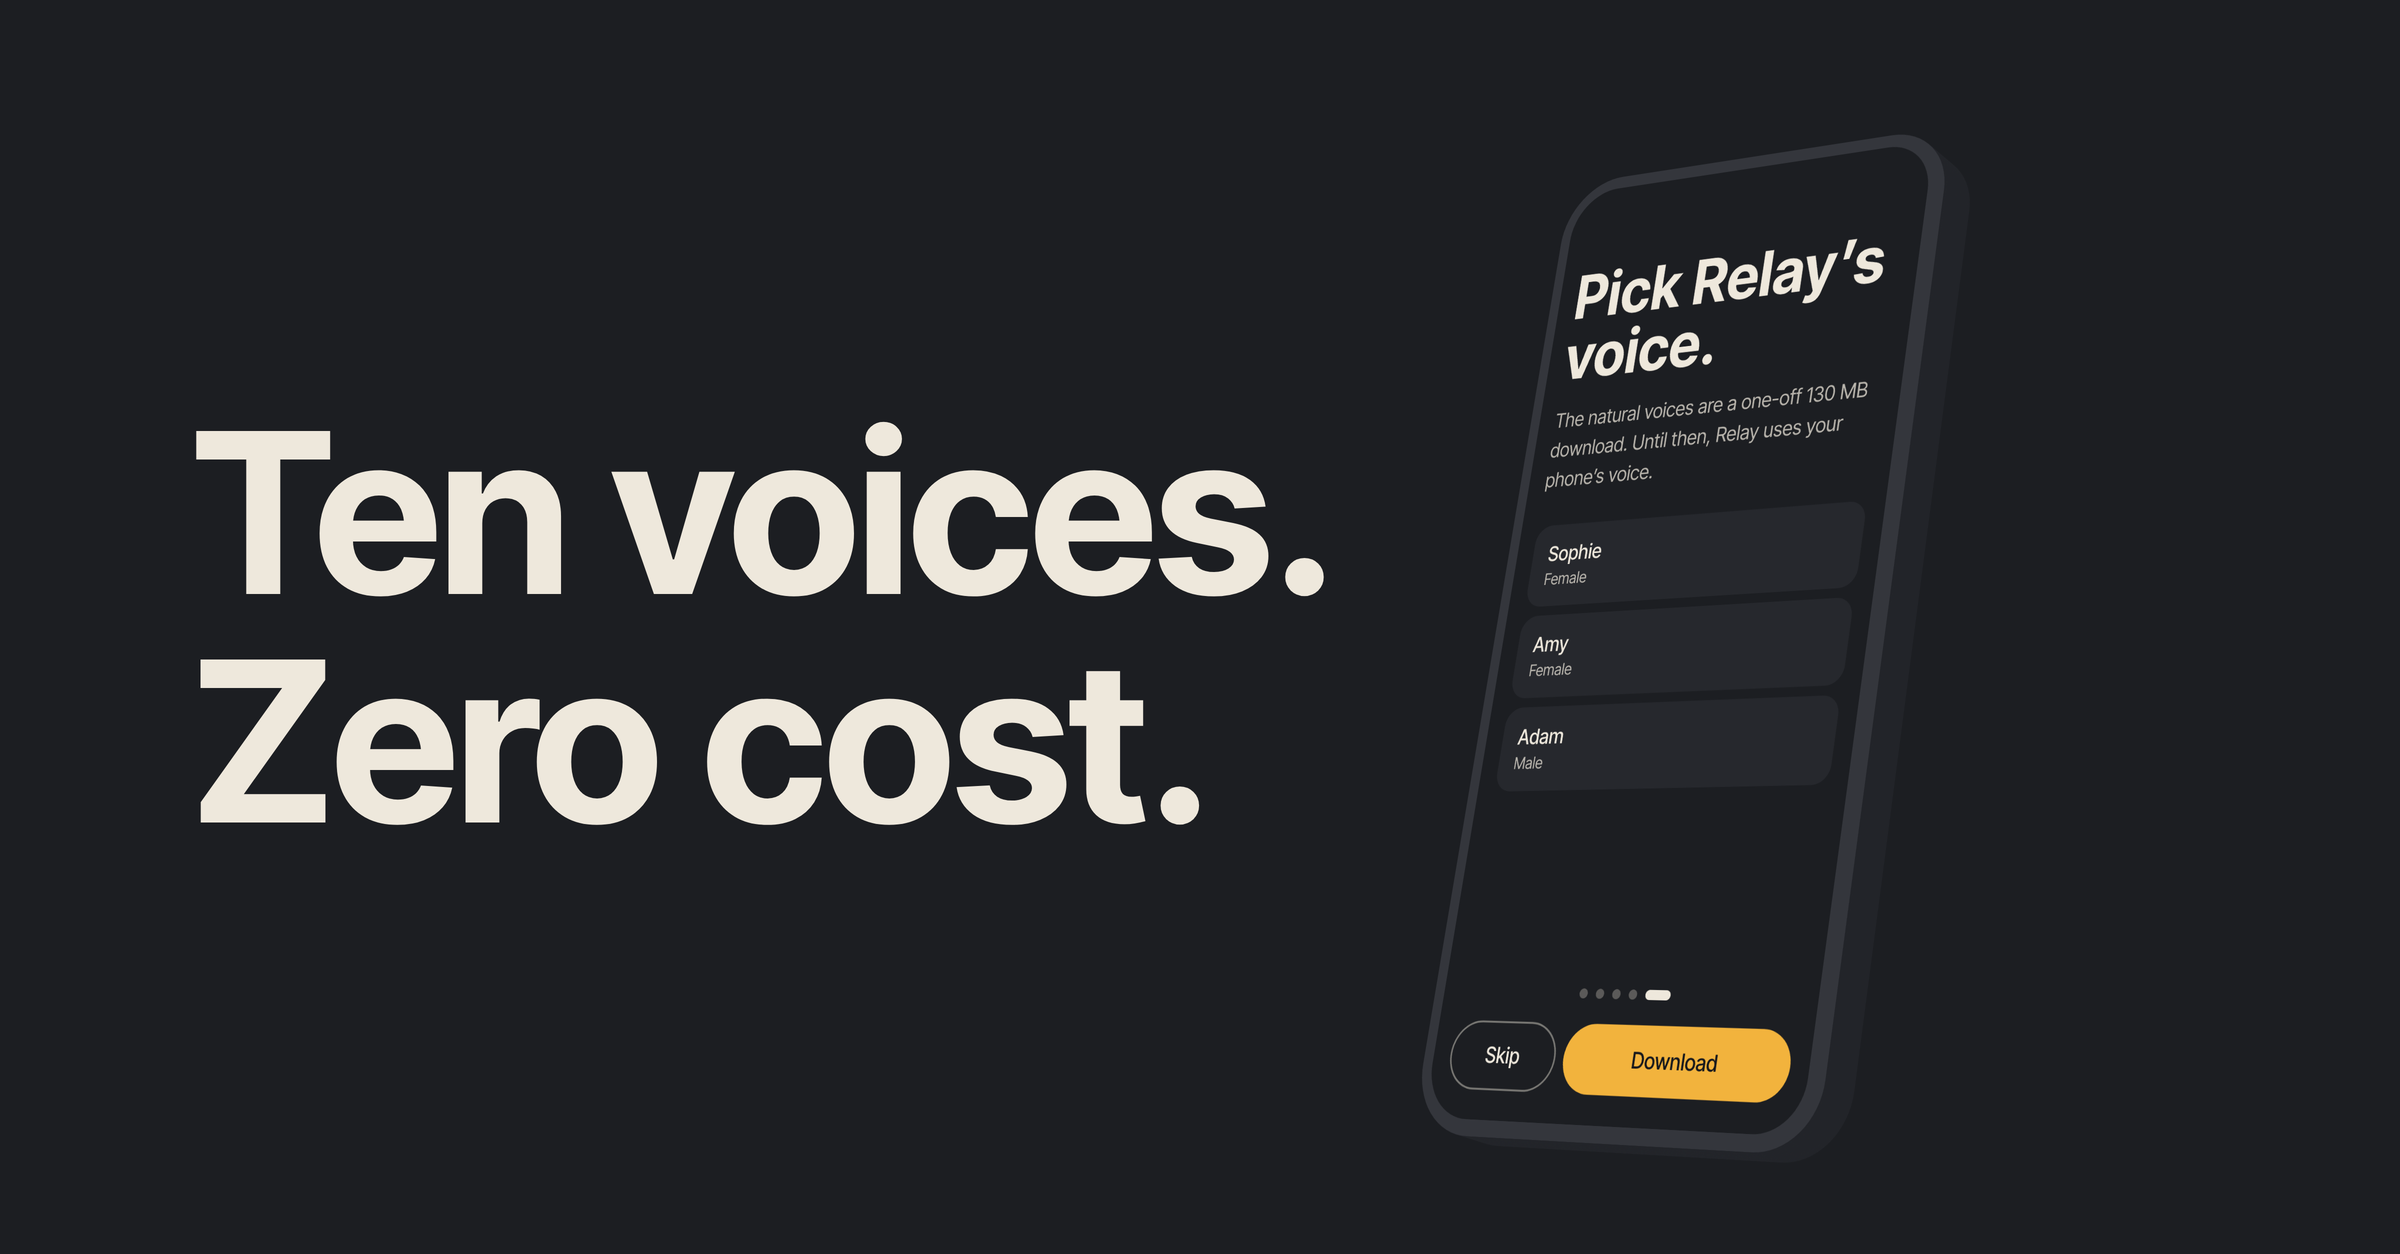 Ten voices.
Zero cost.
Pick Relay’s
voice.
The natural voices are a one-off 130 MB
download. Until then, Relay uses your
phone’s voice.
Sophie
Female
Amy
Female
Adam
Male
Skip
Download